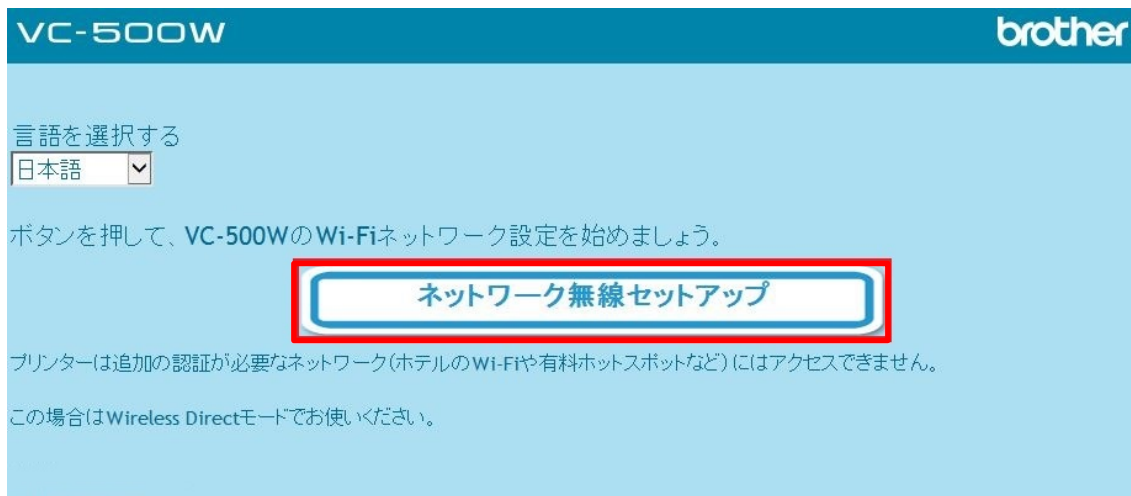 VC-500W
brother
言語を選択する
日本語
ボタンを押して、VC-500WのWi-Fiネットワーク設定を始めましょう。
ネットワーク無線セットアップ
プリンターは追加の認証が必要なネットワーク(ホテルのWi-Fiや有料ホットスポットなど)にはアクセスできません。
この場合はWireless Directモードでお使いください。